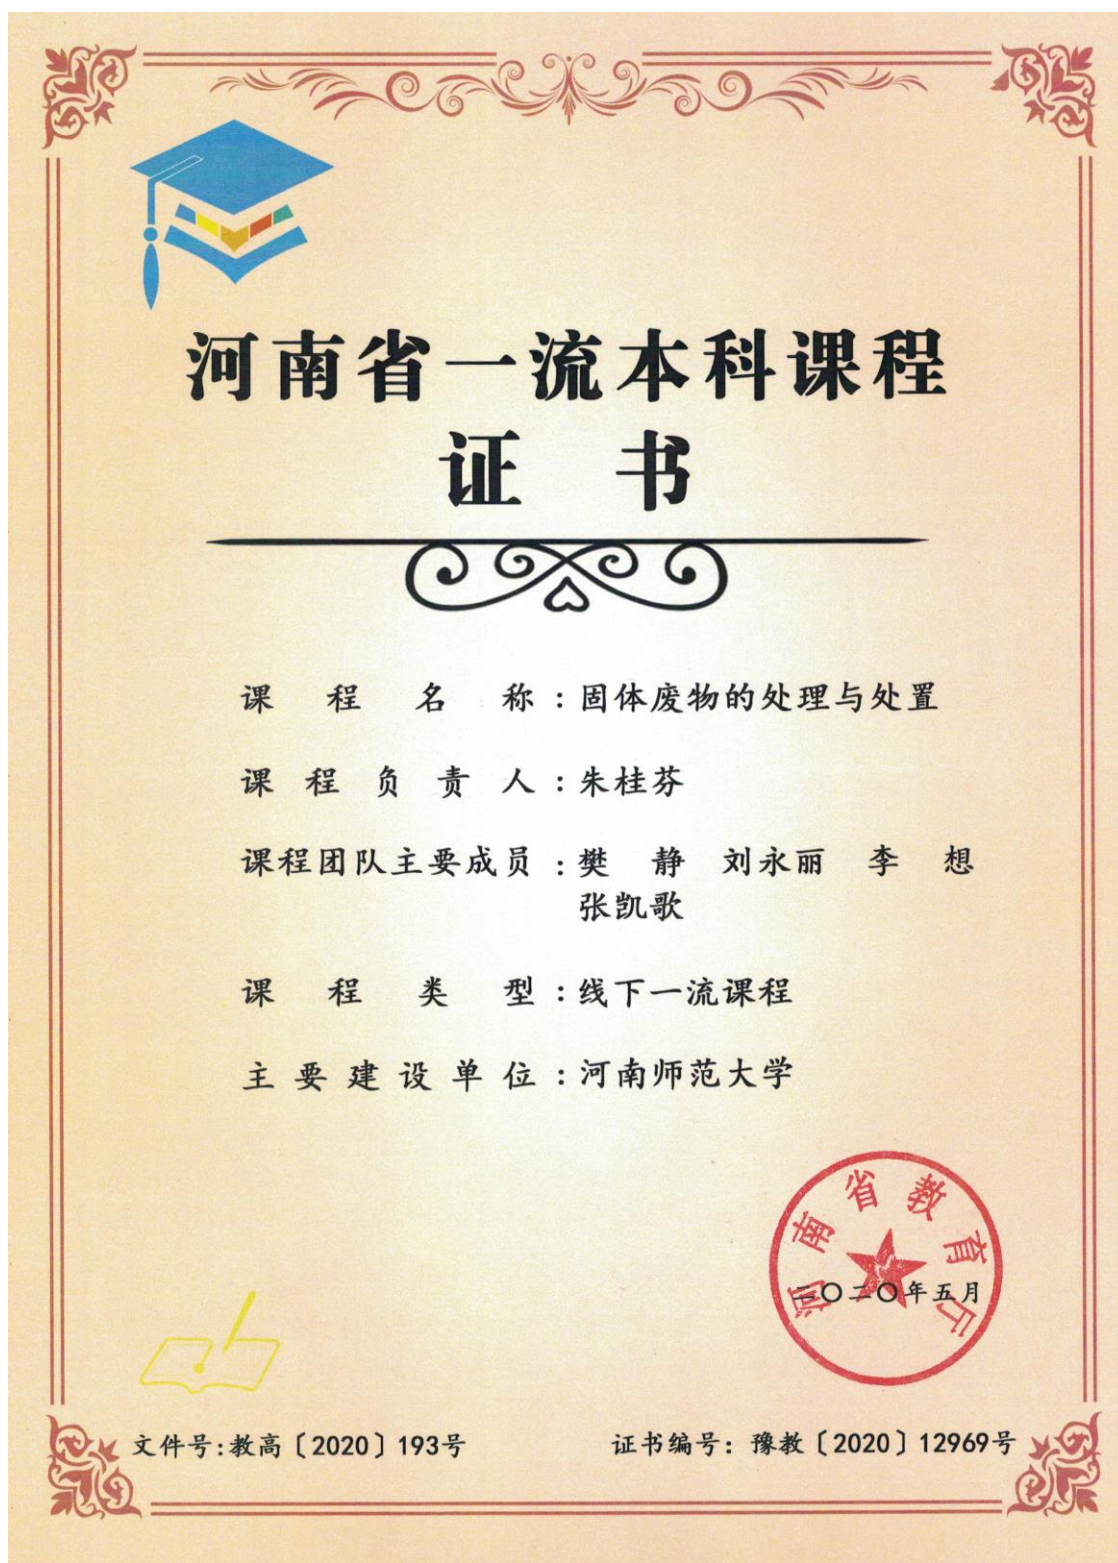 河南省一流本科课程
证 书
课程名称：固体废物的处理与处置
课程负责人：朱桂芬
课程团队主要成员：樊 静 刘永丽 李 想
张凯歌
课程类型：线下一流课程
主要建设单位：河南师范大学
河南省教育厅
二〇二〇年五月
文件号:教高〔2020〕193号 证书编号：豫教〔2020〕12969号